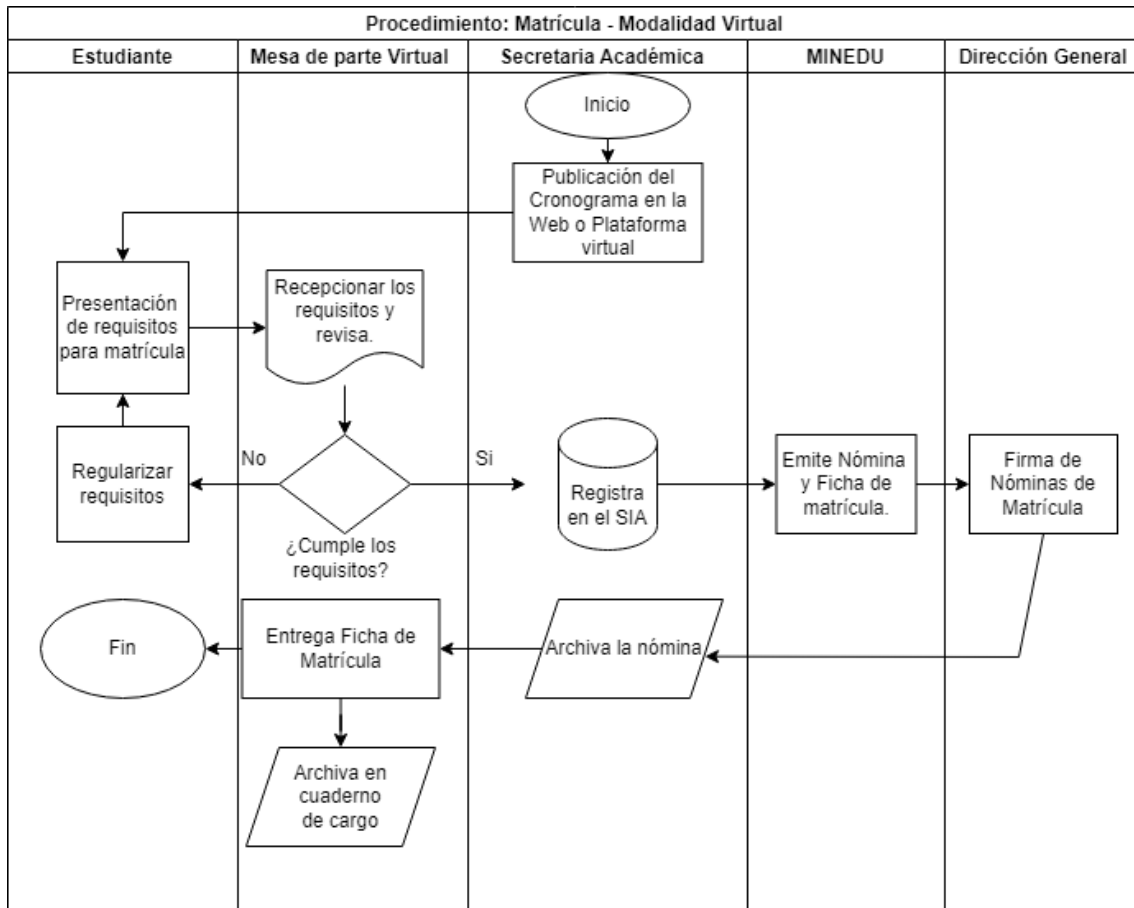 Procedimiento: Matrícula - Modalidad Virtual
Estudiante
Mesa de parte Virtual
Secretaria Académica
MINEDU
Dirección General
Inicio
Publicación del
Cronograma en la
Web o Plataforma
virtual
Presentación
de requisitos
para matrícula
Recepcionar los
requisitos y
revisa.
Regularizar
requisitos
No
¿Cumple los
requisitos?
Si
Registra
en el SIA
Emite Nómina
y Ficha de
matrícula.
Firma de
Nóminas de
Matrícula
Fin
Entrega Ficha de
Matrícula
Archiva la nómina
Archiva en
cuaderno
de cargo